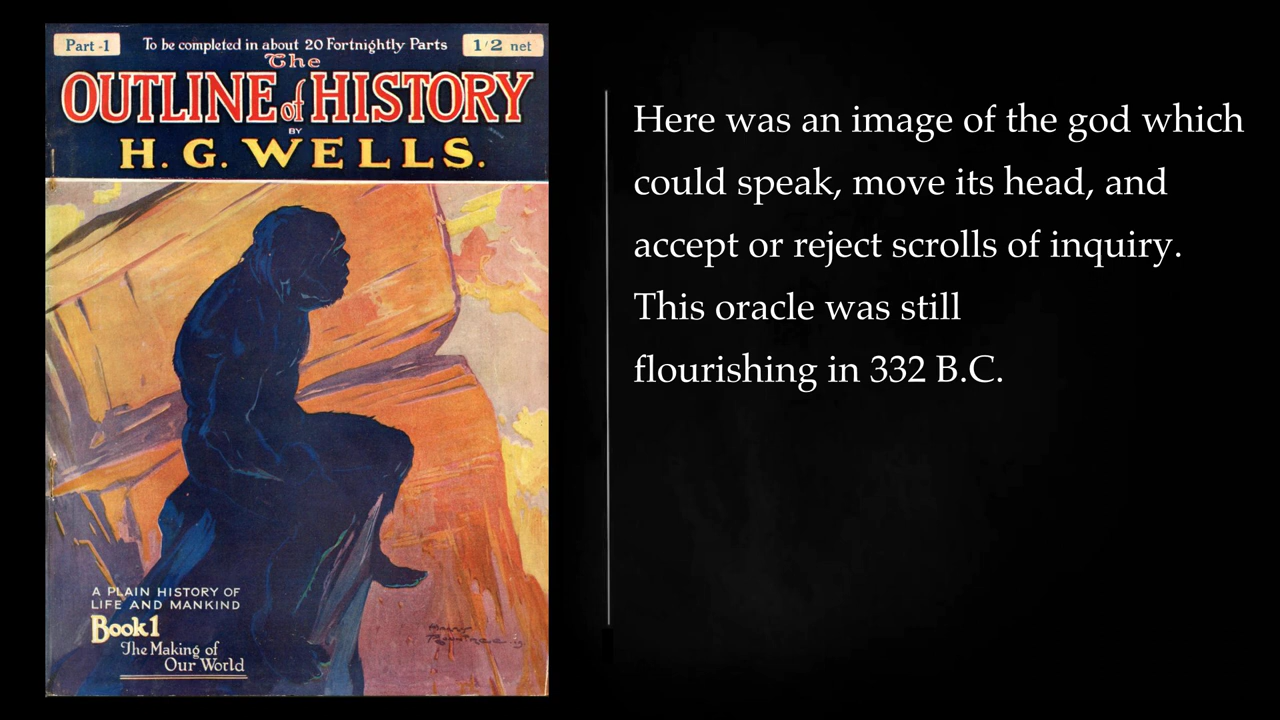 Part -1
To be completed in about 20 Fortnightly Parts
1/2 net
The
OUTLINE of HISTORY
BY
H. G. WELLS.
A PLAIN HISTORY OF
LIFE AND MANKIND
Book 1
The Making of
Our World
Here was an image of the god which
could speak, move its head, and
accept or reject scrolls of inquiry.
This oracle was still
flourishing in 332 B.C.